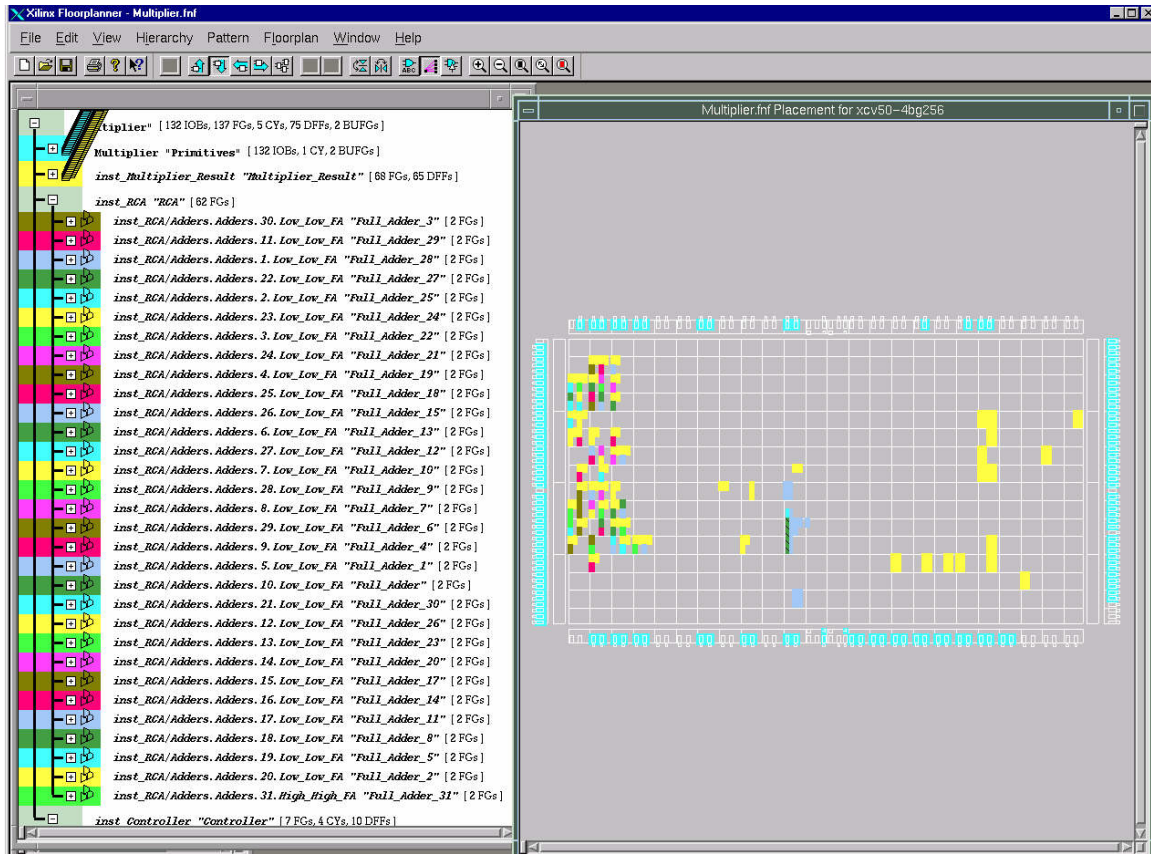 Xilinx Floorplanner - Multiplier.fnf
File Edit View Hierarchy Pattern Floorplan Window Help
ABC
Multiplier.fnf Placement for xcv50-4bg256
tiplier" [ 132 IOBs, 137 FGs, 5 CYs, 75 DFFs, 2 BUFGs ]
Multiplier "Primitives" [ 132 IOBs, 1 CY, 2 BUFGs ]
inst_Multiplier_Result "Multiplier_Result" [ 68 FGs, 65 DFFs ]
inst_RCA "RCA" [ 62 FGs ]
inst_RCA/Adders.Adders.30.Low_Low_FA "Full_Adder_3" [ 2 FGs ]
inst_RCA/Adders.Adders.11.Low_Low_FA "Full_Adder_29" [ 2 FGs ]
inst_RCA/Adders.Adders.1.Low_Low_FA "Full_Adder_28" [ 2 FGs ]
inst_RCA/Adders.Adders.22.Low_Low_FA "Full_Adder_27" [ 2 FGs ]
inst_RCA/Adders.Adders.2.Low_Low_FA "Full_Adder_25" [ 2 FGs ]
inst_RCA/Adders.Adders.23.Low_Low_FA "Full_Adder_24" [ 2 FGs ]
inst_RCA/Adders.Adders.3.Low_Low_FA "Full_Adder_22" [ 2 FGs ]
inst_RCA/Adders.Adders.24.Low_Low_FA "Full_Adder_21" [ 2 FGs ]
inst_RCA/Adders.Adders.4.Low_Low_FA "Full_Adder_19" [ 2 FGs ]
inst_RCA/Adders.Adders.25.Low_Low_FA "Full_Adder_18" [ 2 FGs ]
inst_RCA/Adders.Adders.26.Low_Low_FA "Full_Adder_15" [ 2 FGs ]
inst_RCA/Adders.Adders.6.Low_Low_FA "Full_Adder_13" [ 2 FGs ]
inst_RCA/Adders.Adders.27.Low_Low_FA "Full_Adder_12" [ 2 FGs ]
inst_RCA/Adders.Adders.7.Low_Low_FA "Full_Adder_10" [ 2 FGs ]
inst_RCA/Adders.Adders.28.Low_Low_FA "Full_Adder_9" [ 2 FGs ]
inst_RCA/Adders.Adders.8.Low_Low_FA "Full_Adder_7" [ 2 FGs ]
inst_RCA/Adders.Adders.29.Low_Low_FA "Full_Adder_6" [ 2 FGs ]
inst_RCA/Adders.Adders.9.Low_Low_FA "Full_Adder_4" [ 2 FGs ]
inst_RCA/Adders.Adders.5.Low_Low_FA "Full_Adder_1" [ 2 FGs ]
inst_RCA/Adders.Adders.10.Low_Low_FA "Full_Adder" [ 2 FGs ]
inst_RCA/Adders.Adders.21.Low_Low_FA "Full_Adder_30" [ 2 FGs ]
inst_RCA/Adders.Adders.12.Low_Low_FA "Full_Adder_26" [ 2 FGs ]
inst_RCA/Adders.Adders.13.Low_Low_FA "Full_Adder_23" [ 2 FGs ]
inst_RCA/Adders.Adders.14.Low_Low_FA "Full_Adder_20" [ 2 FGs ]
inst_RCA/Adders.Adders.15.Low_Low_FA "Full_Adder_17" [ 2 FGs ]
inst_RCA/Adders.Adders.16.Low_Low_FA "Full_Adder_14" [ 2 FGs ]
inst_RCA/Adders.Adders.17.Low_Low_FA "Full_Adder_11" [ 2 FGs ]
inst_RCA/Adders.Adders.18.Low_Low_FA "Full_Adder_8" [ 2 FGs ]
inst_RCA/Adders.Adders.19.Low_Low_FA "Full_Adder_5" [ 2 FGs ]
inst_RCA/Adders.Adders.20.Low_Low_FA "Full_Adder_2" [ 2 FGs ]
inst_RCA/Adders.Adders.31.High_High_FA "Full_Adder_31" [ 2 FGs ]
inst_Controller "Controller" [ 7 FGs, 4 CYs, 10 DFFs ]